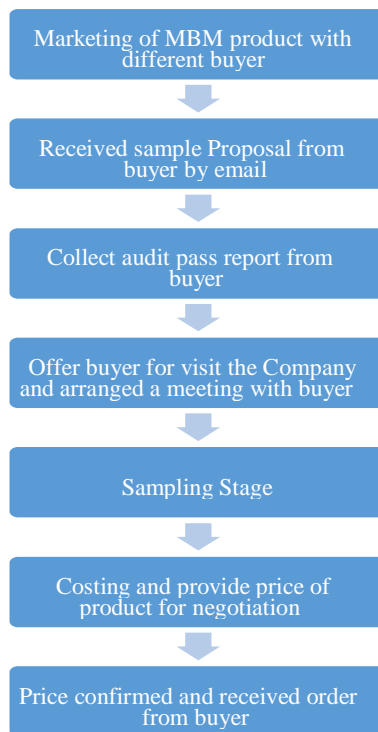 Marketing of MBM product with
different buyer
Received sample Proposal from
buyer by email
Collect audit pass report from
buyer
Offer buyer for visit the Company
and arranged a meeting with buyer
Sampling Stage
Costing and provide price of
product for negotiation
Price confirmed and received order
from buyer